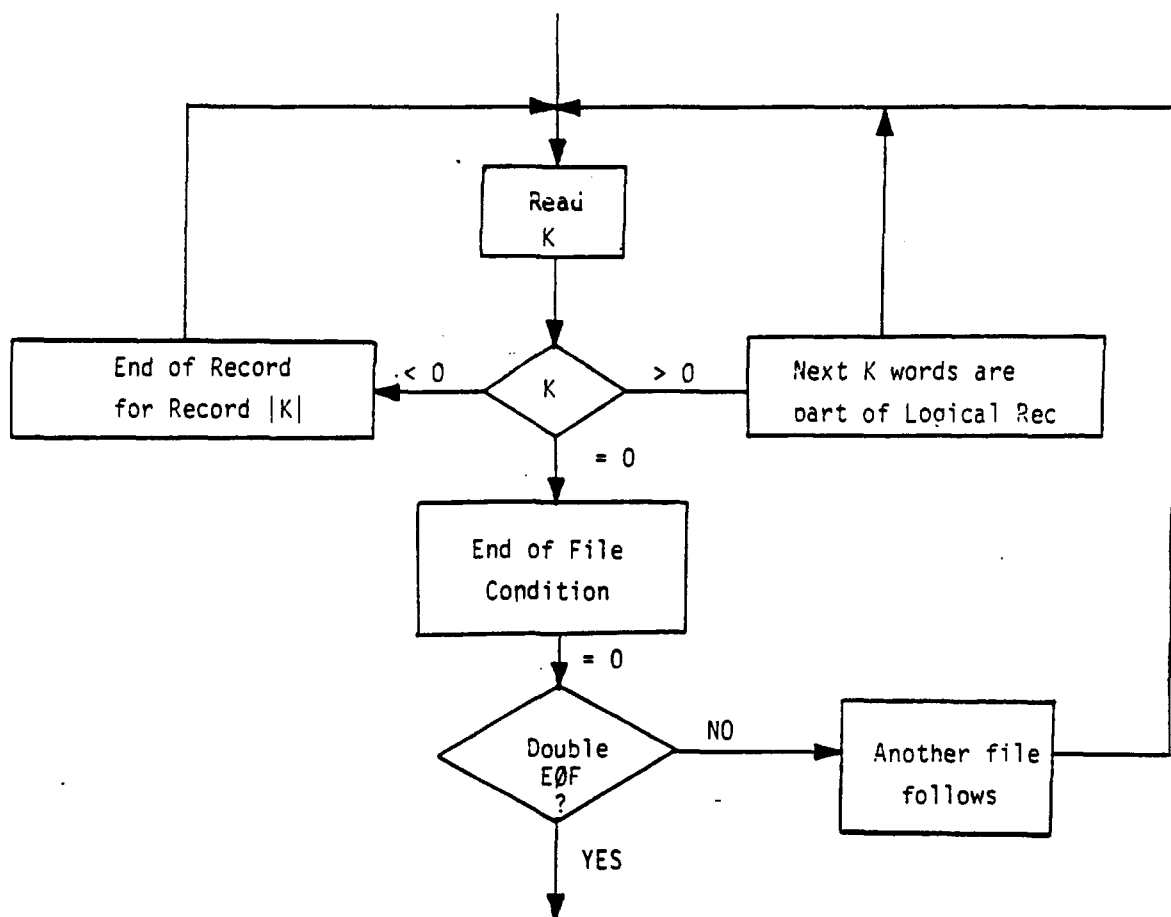 Read
K
End of Record
for Record |K|
< 0
K
> 0
Next K words are
part of Logical Rec
= 0
End of File
Condition
= 0
Double
EØF
?
NO
Another file
follows
YES